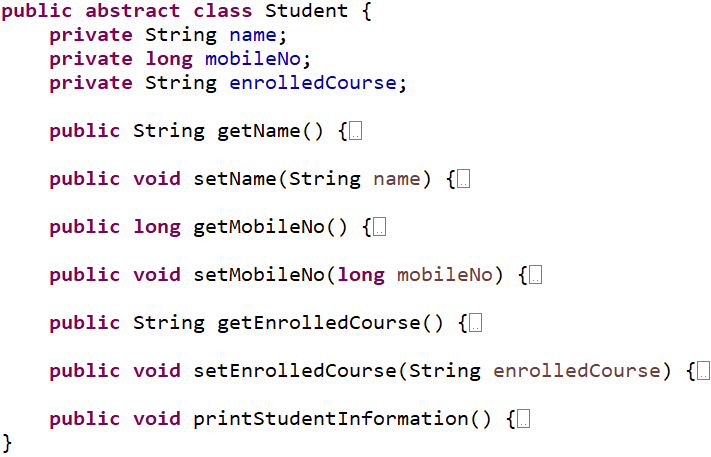 public abstract class Student {
    private String name;
    private long mobileNo;
    private String enrolledCourse;

    public String getName() {..

    public void setName(String name) {..

    public long getMobileNo() {..

    public void setMobileNo(long mobileNo) {..

    public String getEnrolledCourse() {..

    public void setEnrolledCourse(String enrolledCourse) {..

    public void printStudentInformation() {..
}